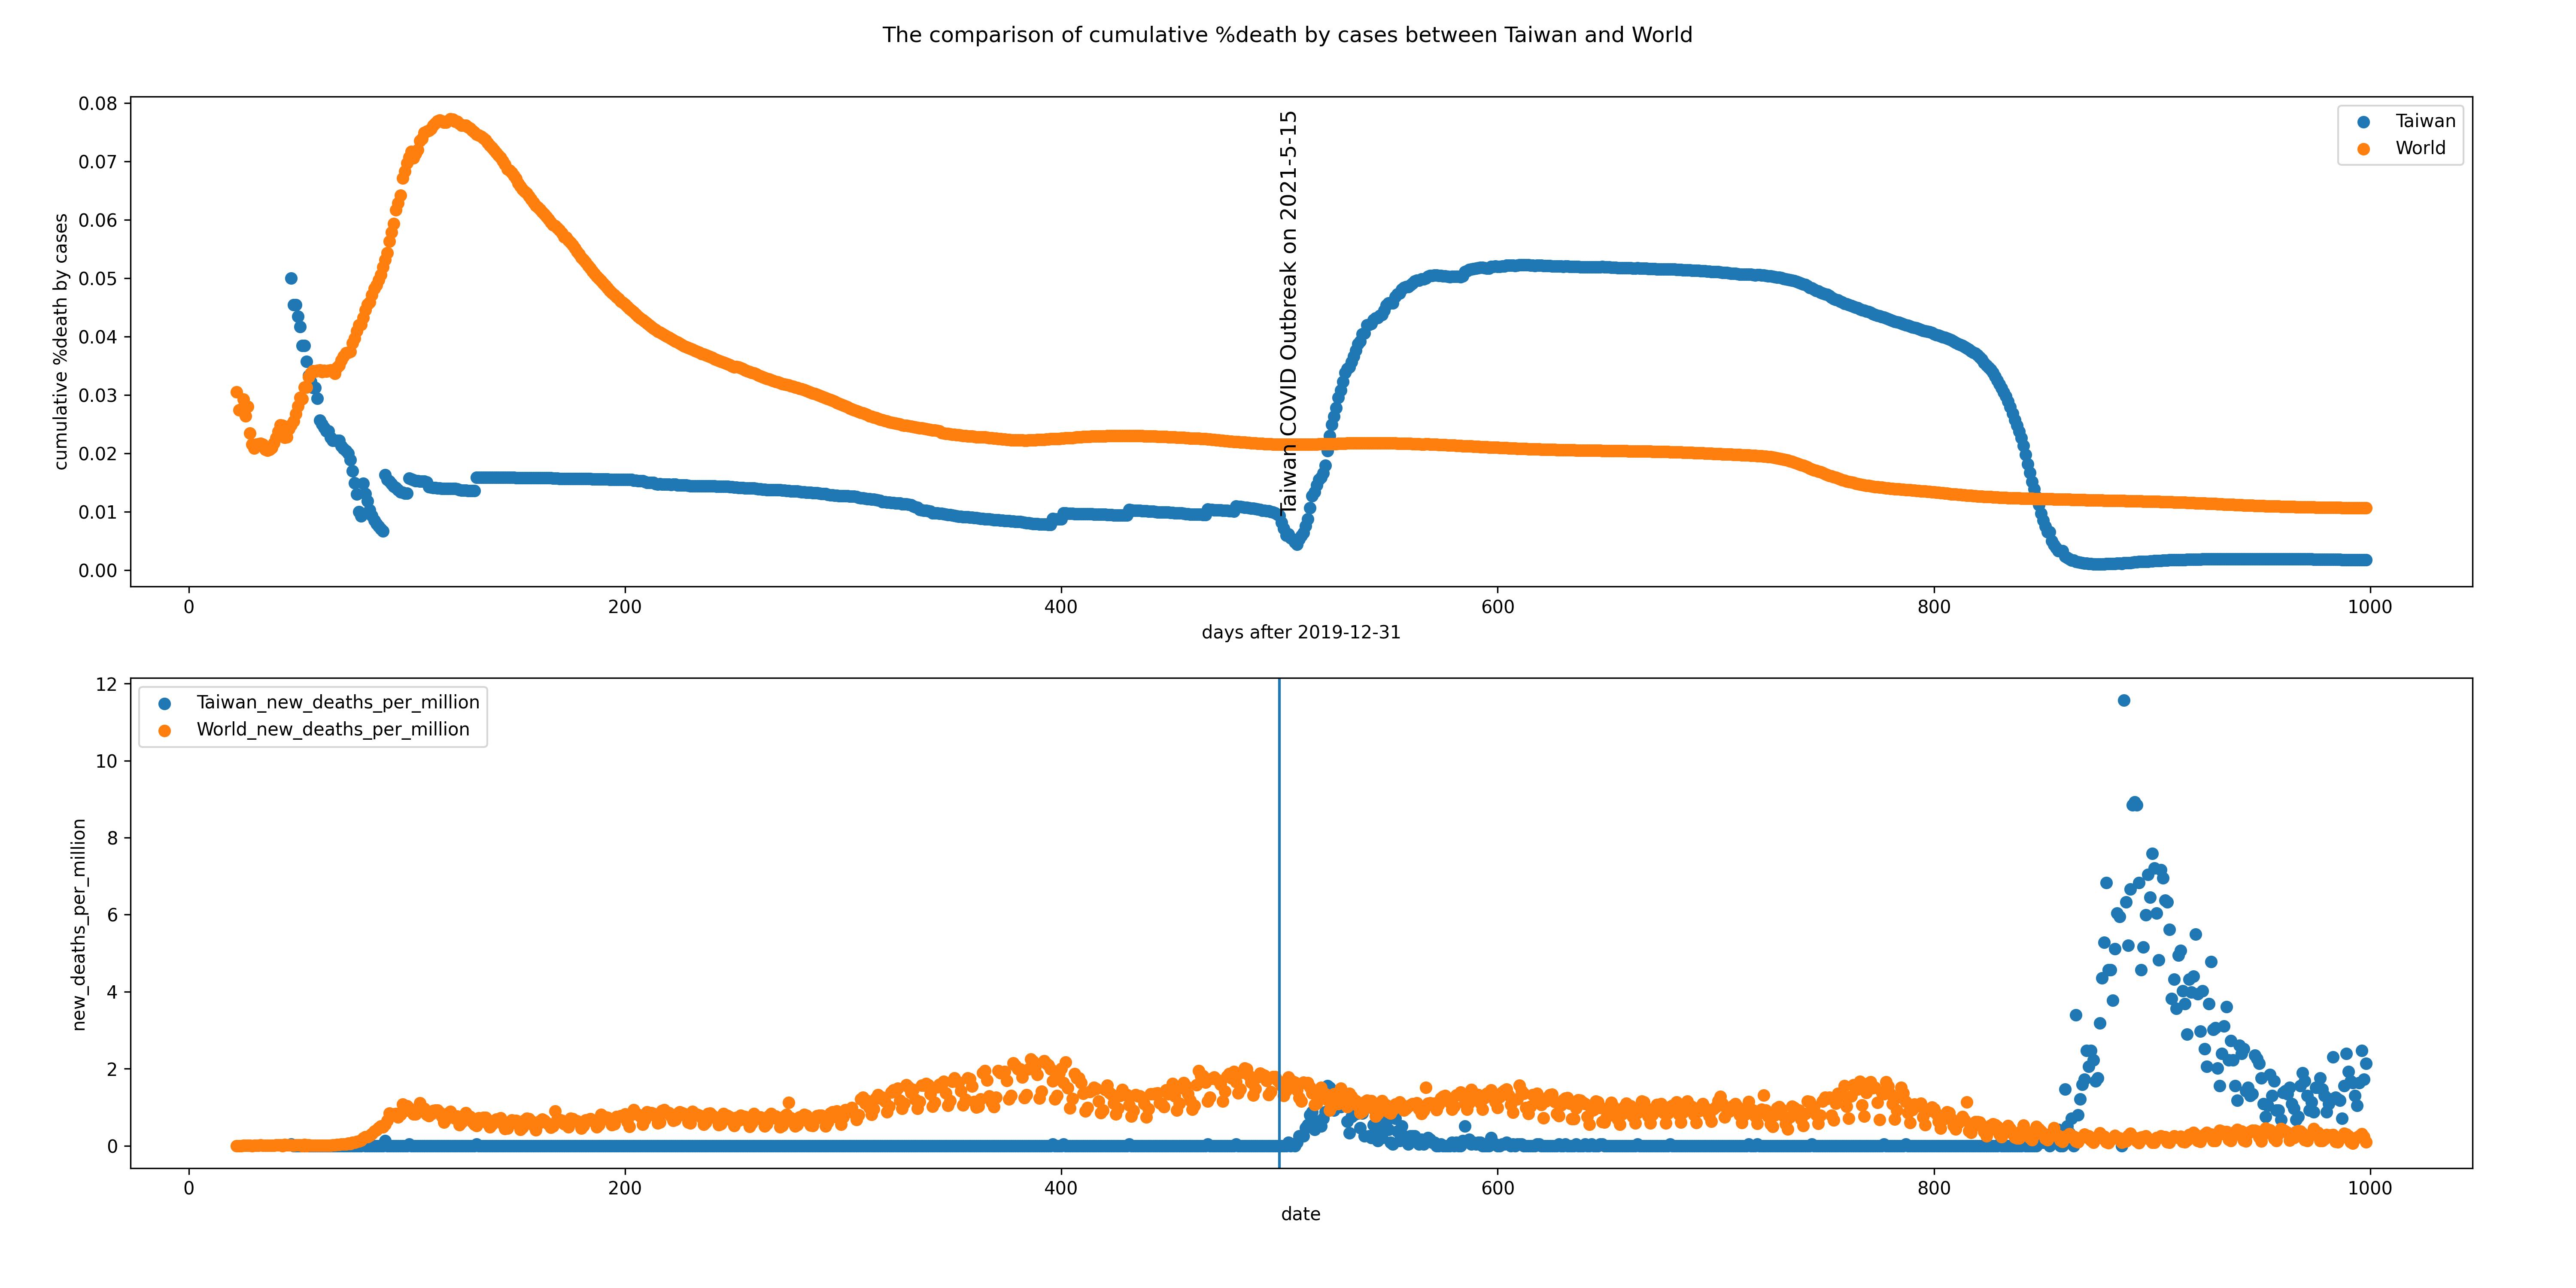 The comparison of cumulative %death by cases between Taiwan and World
0.08
0.07
0.06
0.05
0.04
0.03
0.02
0.01
0.00
cumulative %death by cases
Taiwan COVID Outbreak on 2021-5-15
Taiwan
World
0 200 400 600 800 1000
days after 2019-12-31
12
10
8
6
4
2
0
new_deaths_per_million
Taiwan_new_deaths_per_million
World_new_deaths_per_million
0 200 400 600 800 1000
date